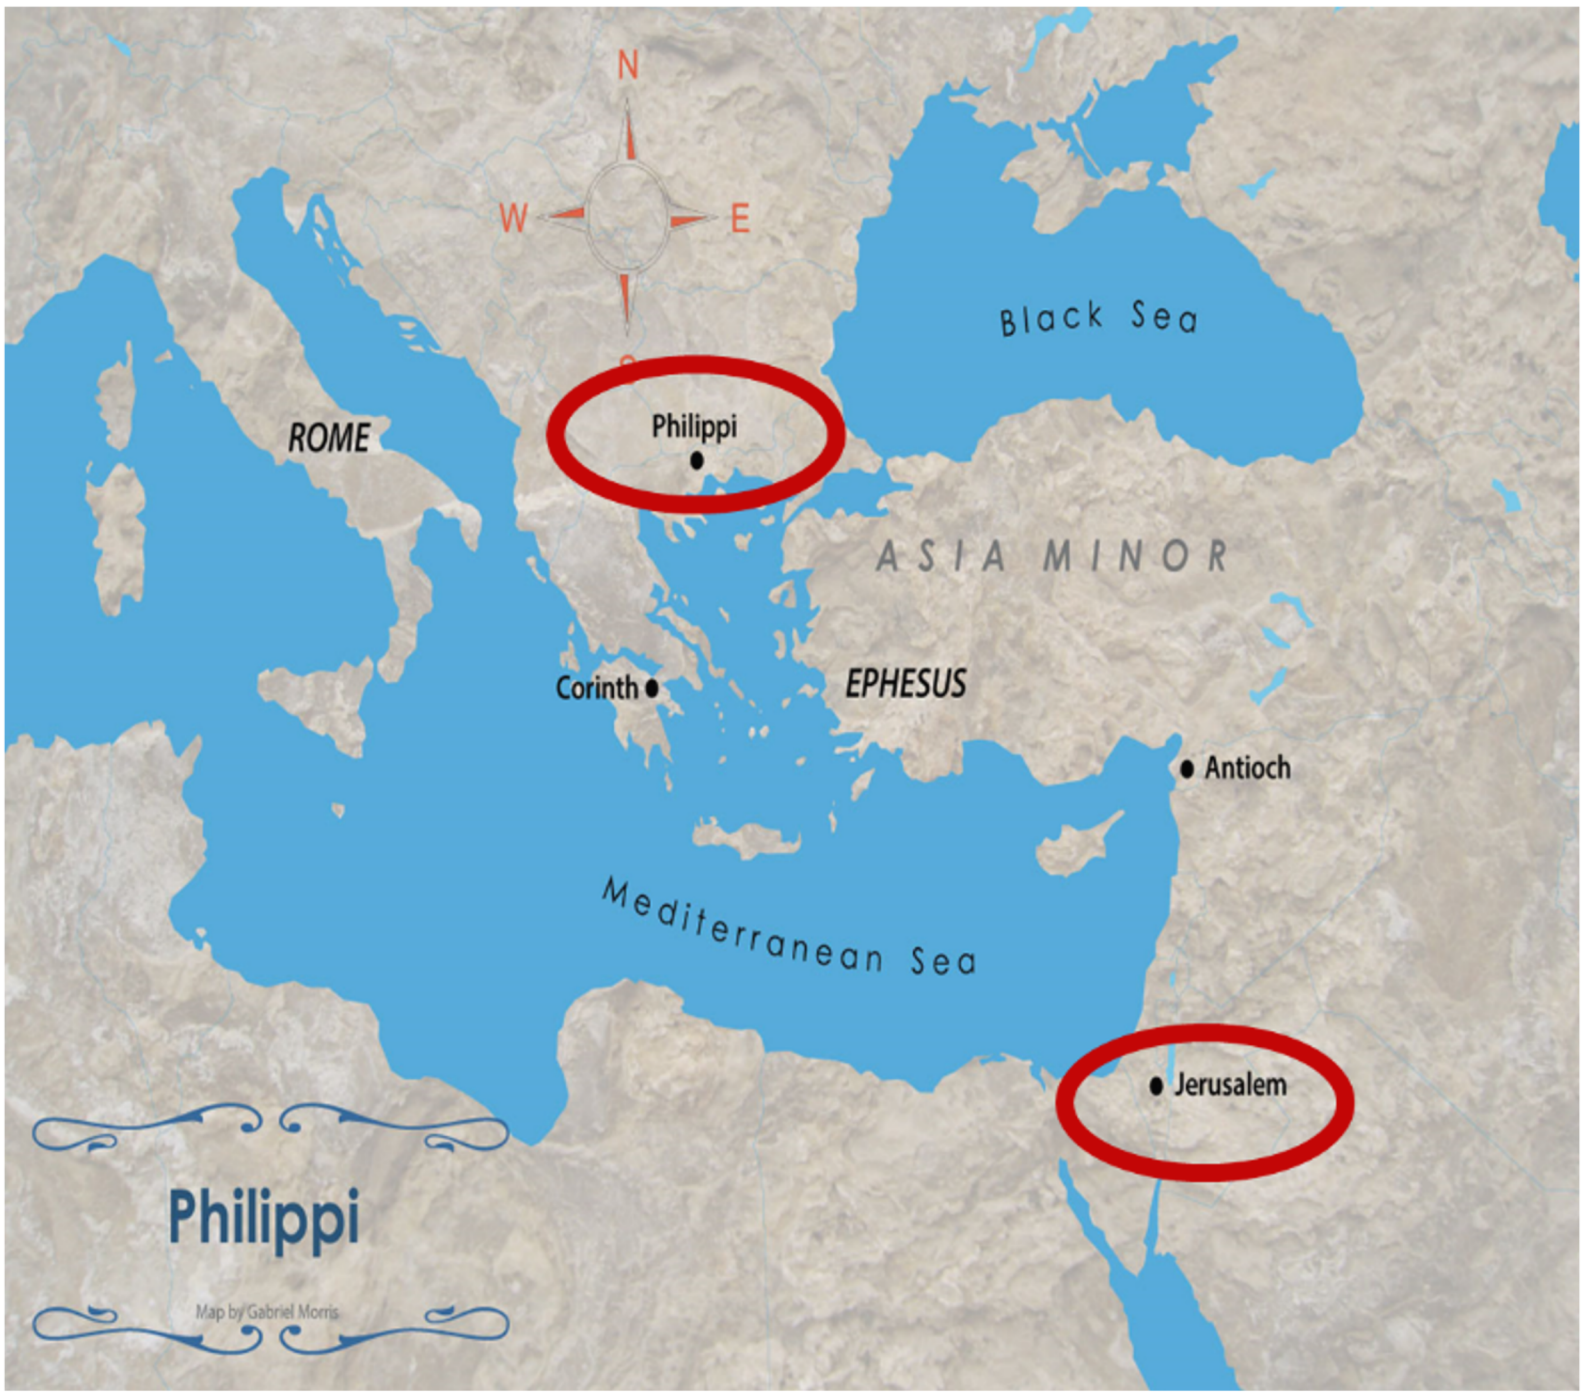 N
W
E
S
Black Sea
Philippi
ROME
ASIA MINOR
Corinth
EPHESUS
Antioch
Mediterranean Sea
Jerusalem
Philippi
Map by Gabriel Morris